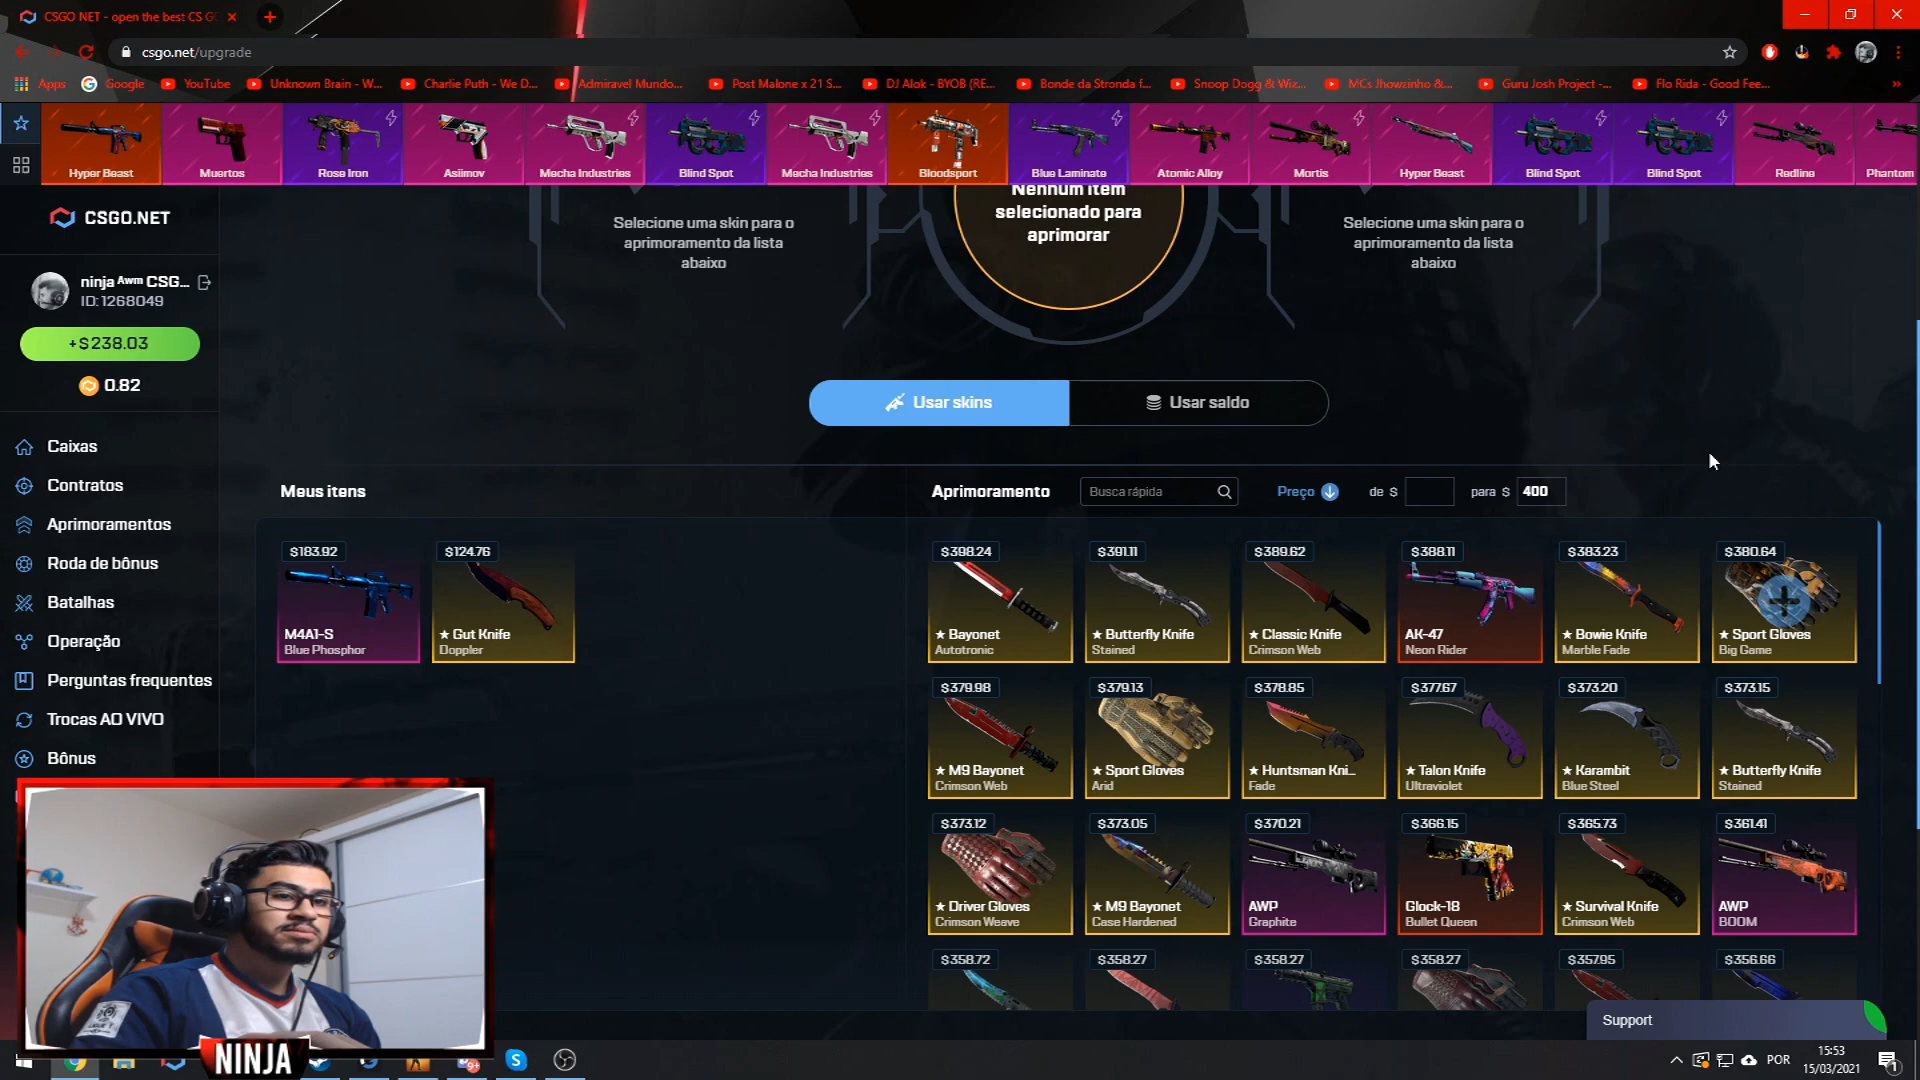 CSGO NET - open the best CS G
csgo.net/upgrade
Apps
Google
YouTube
Unknown Brain - W...
Charlie Puth - We D...
Admiravel Mundo...
Post Malone x 21 S...
DJ Alok - BYOB (RE...
Bonde da Stronda f...
Snoop Dogg & Wiz...
MCs Jhowzinho &...
Guru Josh Project -...
Flo Rida - Good Fee...
Hyper Beast
Muertos
Rose Iron
Asiimov
Mecha Industries
Blind Spot
Mecha Industries
Bloodsport
Blue Laminate
Atomic Alloy
Mortis
Hyper Beast
Blind Spot
Blind Spot
Redline
Phantom
CSGO.NET
ninja Awm CSG...
ID:1268049
+$238.03
0.82
Caixas
Contratos
Aprimoramentos
Roda de bônus
Batalhas
Operação
Perguntas frequentes
Trocas AO VIVO
Bônus
Selecione uma skin para o
aprimoramento da lista
abaixo
Nenhum item
selecionado para
aprimorar
Selecione uma skin para o
aprimoramento da lista
abaixo
Usar skins
Usar saldo
Meus itens
$183.92
M4A1-S
Blue Phosphor
$124.76
★ Gut Knife
Doppler
Aprimoramento
Busca rápida
Preço
de $
para $ 400
$398.24
★ Bayonet
Autotronic
$391.11
★ Butterfly Knife
Stained
$389.62
★ Classic Knife
Crimson Web
$388.11
AK-47
Neon Rider
$383.23
★ Bowie Knife
Marble Fade
$380.64
★ Sport Gloves
Big Game
$379.98
★ M9 Bayonet
Crimson Web
$379.13
★ Sport Gloves
Arid
$378.85
★ Huntsman Kni...
Fade
$377.67
★ Talon Knife
Ultraviolet
$373.20
★ Karambit
Blue Steel
$373.15
★ Butterfly Knife
Stained
$373.12
★ Driver Gloves
Crimson Weave
$373.05
★ M9 Bayonet
Case Hardened
$370.21
AWP
Graphite
$366.15
Glock-18
Bullet Queen
$365.73
★ Survival Knife
Crimson Web
$361.41
AWP
BOOM
$358.72
$358.27
$358.27
$358.27
$357.95
$356.66
Support
LIGUE 1
NINJA
9+
POR
15:53
15/03/2021
1